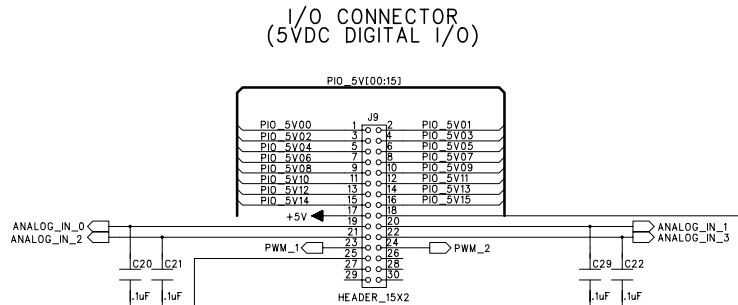 I/O CONNECTOR
(5VDC DIGITAL I/O)
PIO_5V[00:15]
J9
PIO_5V00 1 2 PIO_5V01
PIO_5V02 3 4 PIO_5V03
PIO_5V04 5 6 PIO_5V05
PIO_5V06 7 8 PIO_5V07
PIO_5V08 9 10 PIO_5V09
PIO_5V10 11 12 PIO_5V11
PIO_5V12 13 14 PIO_5V13
PIO_5V14 15 16 PIO_5V15
+5V 17 18
ANALOG_IN_0 19 20 ANALOG_IN_1
ANALOG_IN_2 21 22 ANALOG_IN_3
PWM_1 23 24 PWM_2
25 26
C20 C21 27 28 C29 C22
29 30
.1uF .1uF HEADER_15X2 .1uF .1uF